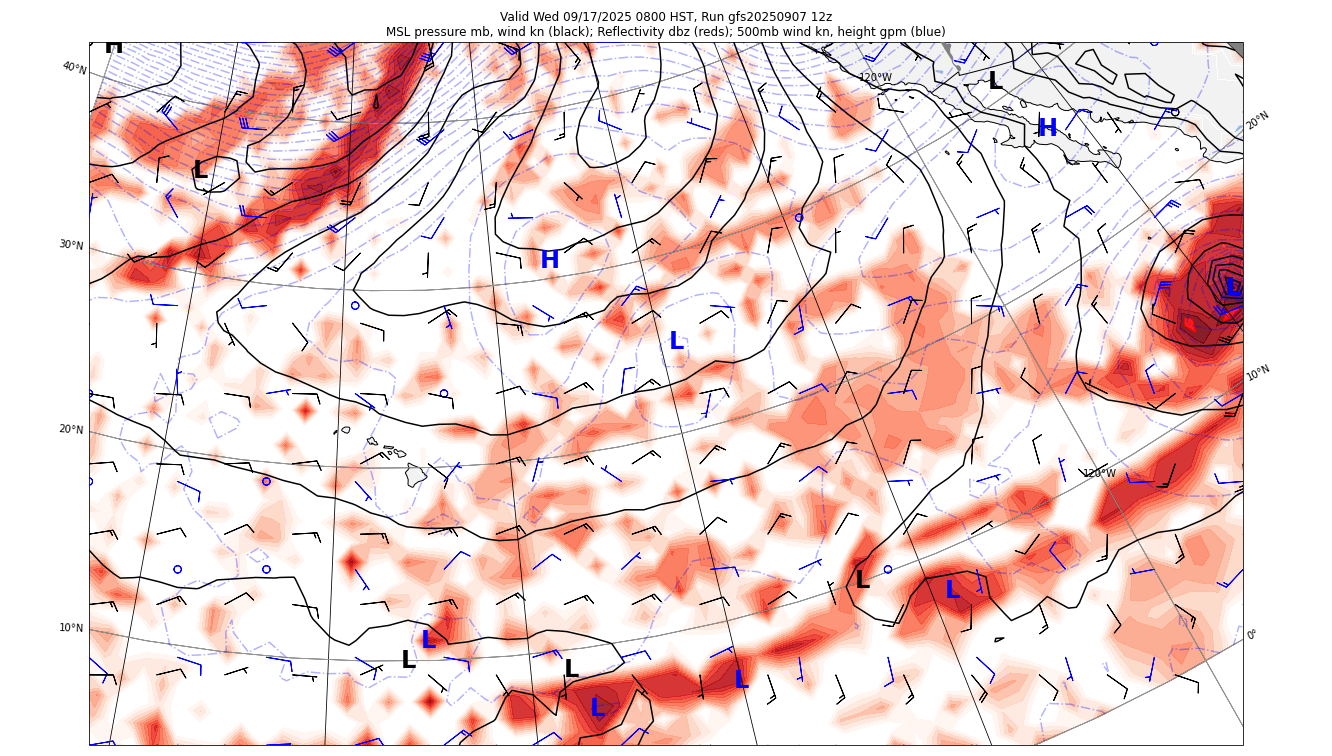 Valid Wed 09/17/2025 0800 HST, Run gfs20250907 12z
MSL pressure mb, wind kn (black); Reflectivity dbz (reds); 500mb wind kn, height gpm (blue)
H
40°N
120°W
L
20°N
H
L
30°N
H
L
L
10°N
20°N
120°W
L
L
10°N
0°
L
L
L
L
L